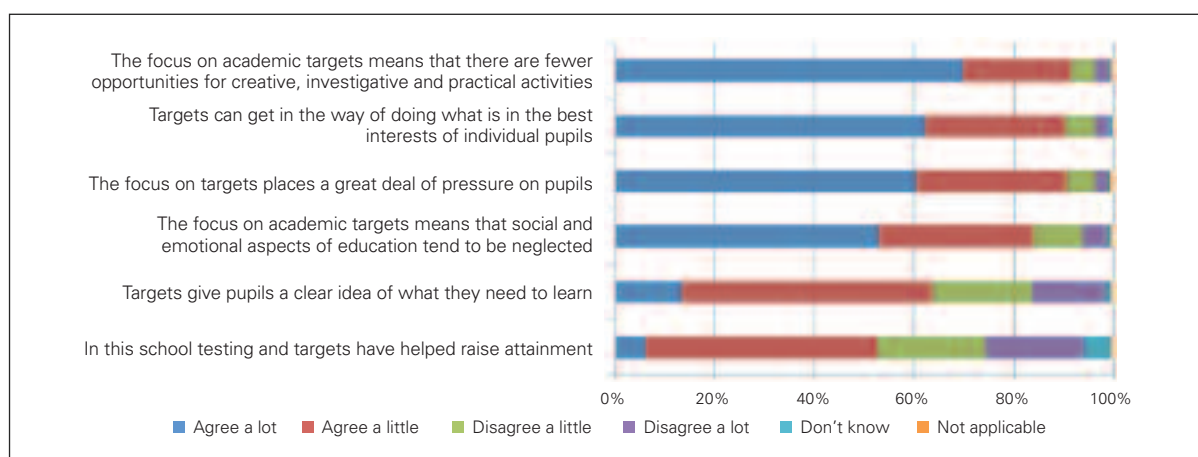 The focus on academic targets means that there are fewer
opportunities for creative, investigative and practical activities
Targets can get in the way of doing what is in the best
interests of individual pupils
The focus on targets places a great deal of pressure on pupils
The focus on academic targets means that social and
emotional aspects of education tend to be neglected
Targets give pupils a clear idea of what they need to learn
In this school testing and targets have helped raise attainment
0% 20% 40% 60% 80% 100%
Agree a lot Agree a little Disagree a little Disagree a lot Don't know Not applicable